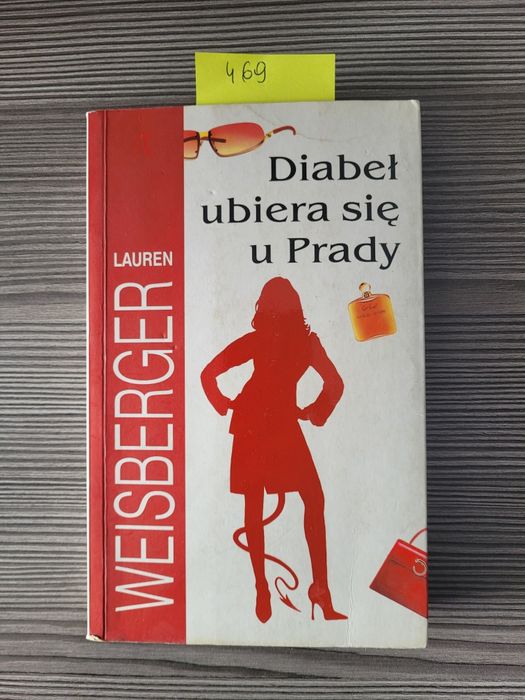 469
Diabeł
ubiera się
u Prady
LAUREN
WEISBERGER